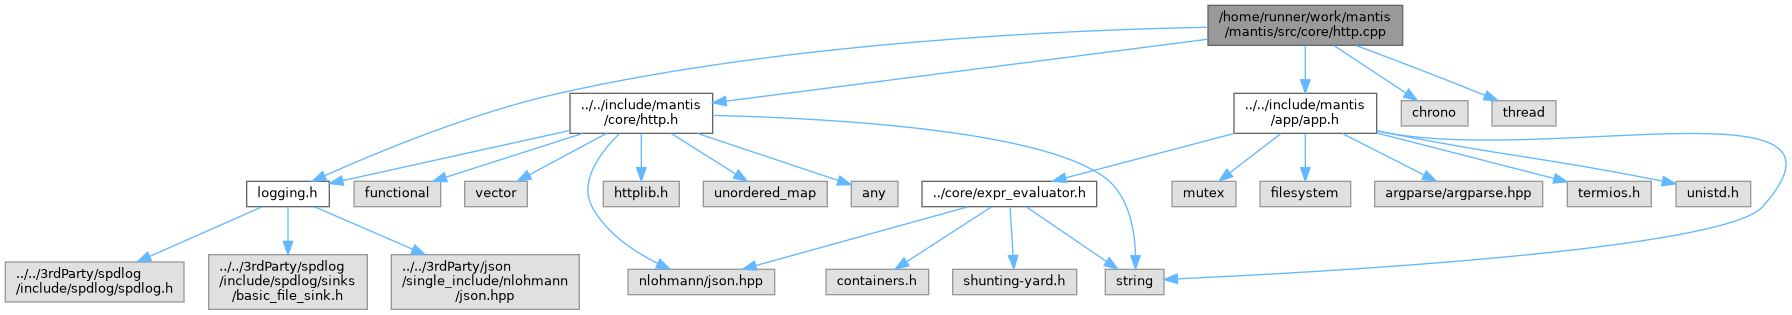 /home/runner/work/mantis
/mantis/src/core/http.cpp
../../include/mantis
/core/http.h
../../include/mantis
/app/app.h
chrono
thread
logging.h
functional
vector
httplib.h
unordered_map
any
../core/expr_evaluator.h
mutex
filesystem
argparse/argparse.hpp
termios.h
unistd.h
../../3rdParty/spdlog
/include/spdlog/spdlog.h
../../3rdParty/spdlog
/include/spdlog/sinks
/basic_file_sink.h
../../3rdParty/json
/single_include/nlohmann
/json.hpp
nlohmann/json.hpp
containers.h
shunting-yard.h
string